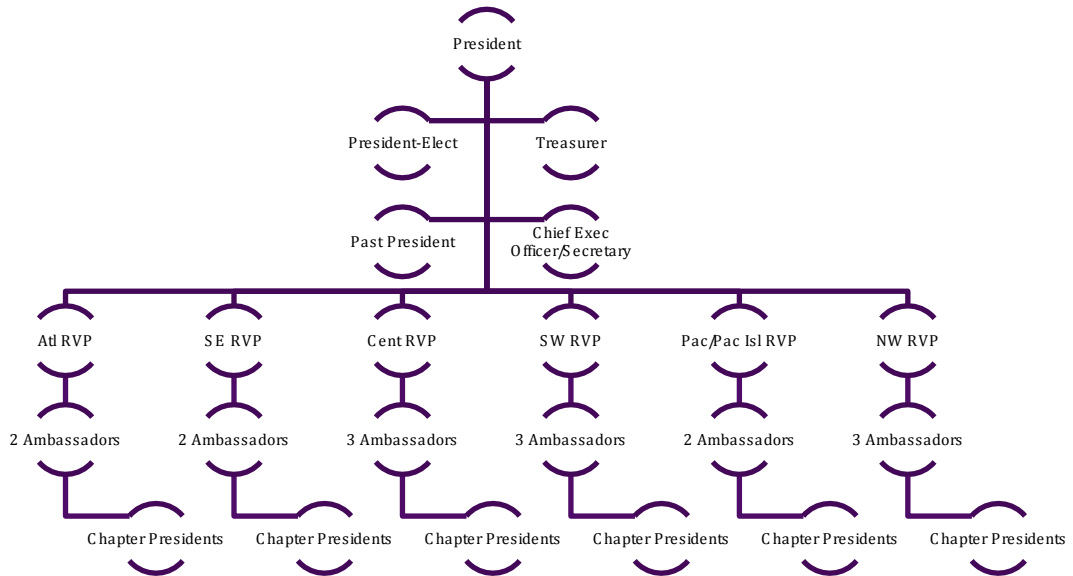 President
President-Elect
Treasurer
Past President
Chief Exec
Officer/Secretary
Atl RVP
SE RVP
Cent RVP
SW RVP
Pac/Pac Isl RVP
NW RVP
2 Ambassadors
2 Ambassadors
3 Ambassadors
3 Ambassadors
2 Ambassadors
3 Ambassadors
Chapter Presidents
Chapter Presidents
Chapter Presidents
Chapter Presidents
Chapter Presidents
Chapter Presidents